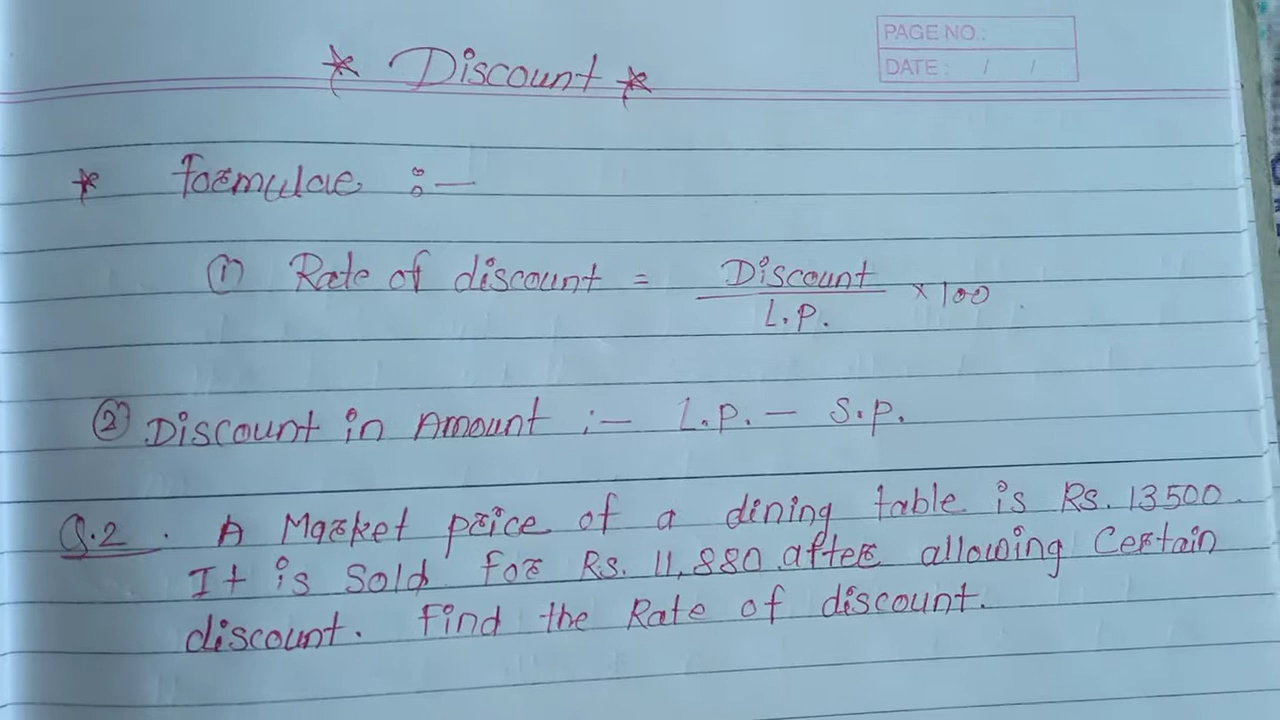 * Discount *
PAGE NO.:
DATE: / /
* Formulae :—
① Rate of discount = Discount / L.P. × 100
② Discount in Amount :— L.P. — S.P.
Q.2. A Market price of a dining table is Rs. 13500.
It is Sold for Rs. 11,880 after allowing Certain
discount. Find the Rate of discount.